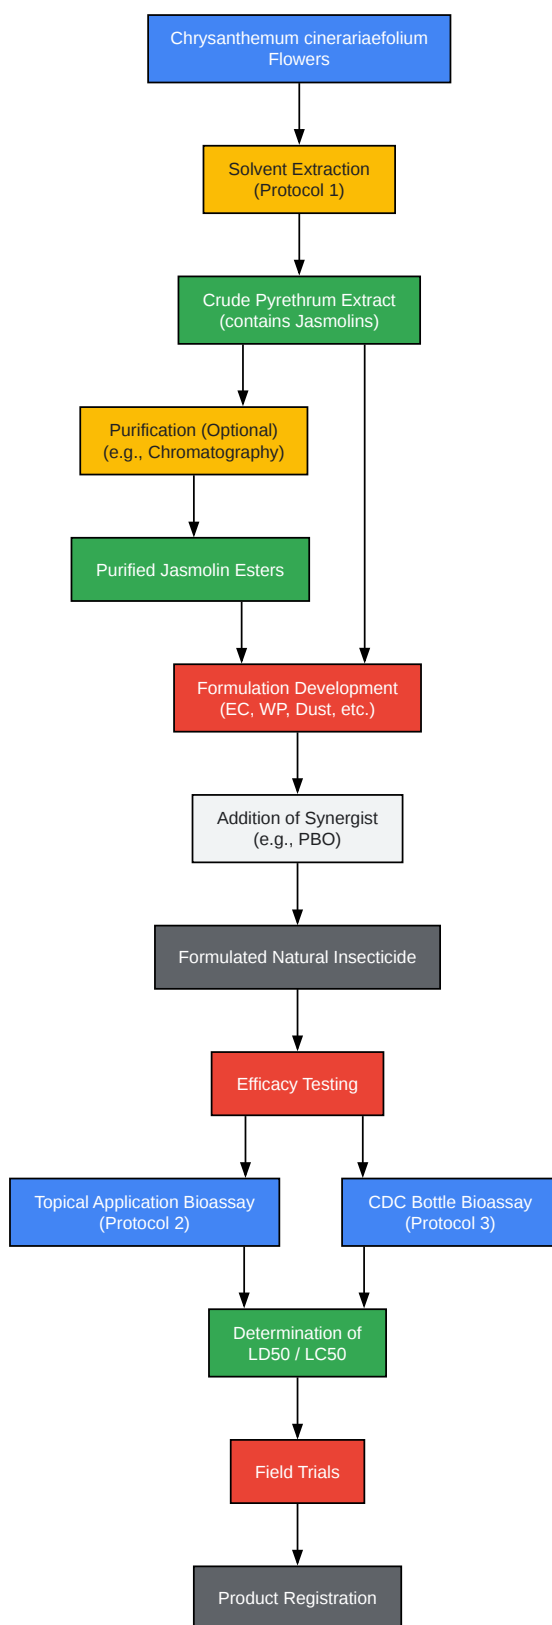 Chrysanthemum cinerariaefolium
Flowers
Solvent Extraction
(Protocol 1)
Crude Pyrethrum Extract
(contains Jasmolins)
Purification (Optional)
(e.g., Chromatography)
Purified Jasmolin Esters
Formulation Development
(EC, WP, Dust, etc.)
Addition of Synergist
(e.g., PBO)
Formulated Natural Insecticide
Efficacy Testing
Topical Application Bioassay
(Protocol 2)
CDC Bottle Bioassay
(Protocol 3)
Determination of
LD50 / LC50
Field Trials
Product Registration